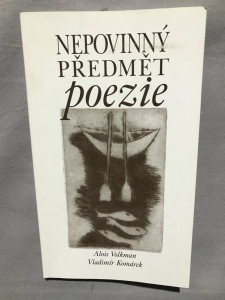 NEPOVINNÝ
PŘEDMĚT
poezie
Alois Volkman
Vladimír Komárek